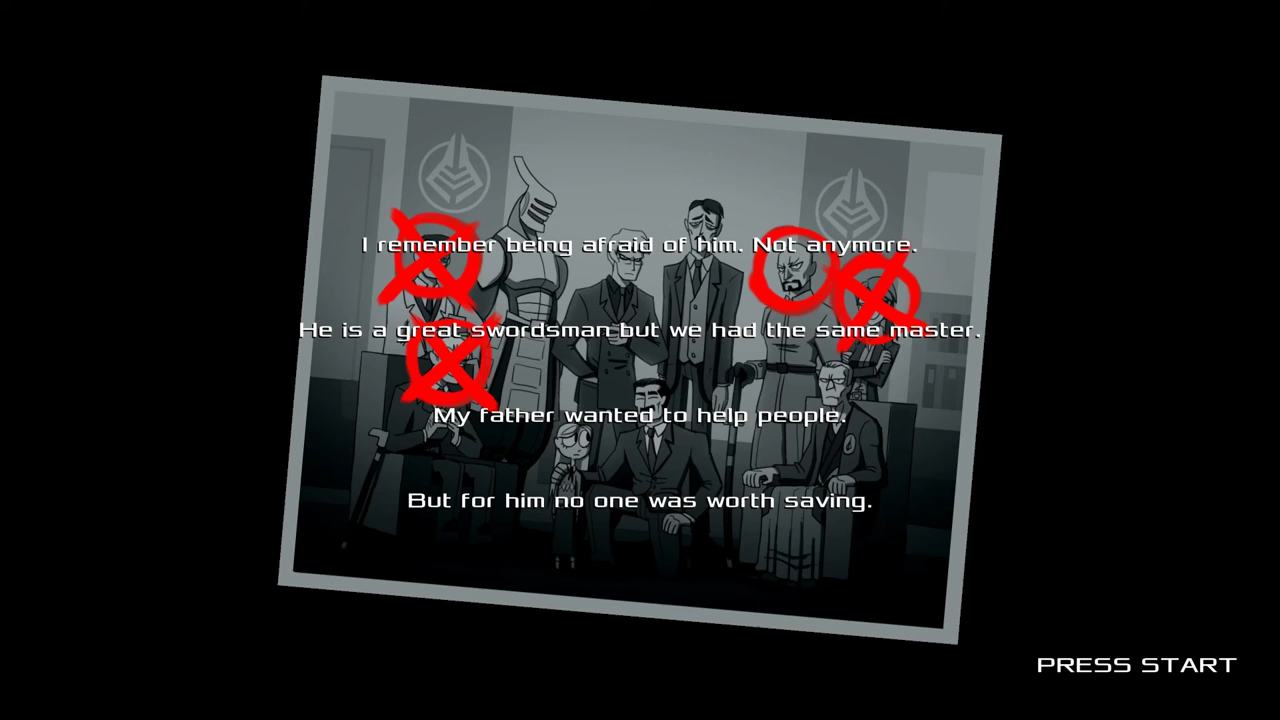 I remember being afraid of him. Not anymore.
He is a great swordsman but we had the same master.
My father wanted to help people.
But for him no one was worth saving.
PRESS START